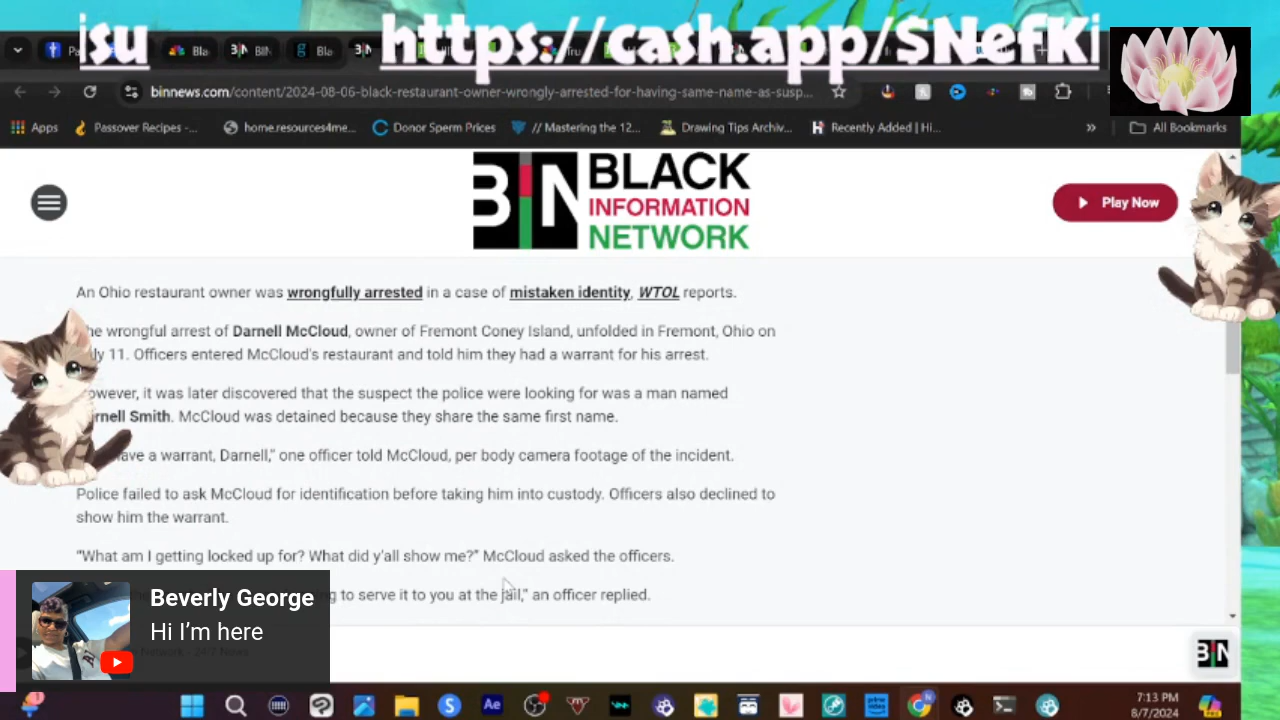 isu https://cash.app/$NefKi
Bla
BIN
Bla
binnews.com/content/2024-08-06-black-restaurant-owner-wrongly-arrested-for-having-same-name-as-susp...
Apps Passover Recipes -... home.resources4me... Donor Sperm Prices // Mastering the 12... Drawing Tips Archiv... Recently Added | Hi... » All Bookmarks
BIN BLACK
INFORMATION
NETWORK
Play Now
An Ohio restaurant owner was wrongfully arrested in a case of mistaken identity, WTOL reports.
he wrongful arrest of Darnell McCloud, owner of Fremont Coney Island, unfolded in Fremont, Ohio on
ly 11. Officers entered McCloud's restaurant and told him they had a warrant for his arrest.
owever, it was later discovered that the suspect the police were looking for was a man named
rnell Smith. McCloud was detained because they share the same first name.
ave a warrant, Darnell," one officer told McCloud, per body camera footage of the incident.
Police failed to ask McCloud for identification before taking him into custody. Officers also declined to
show him the warrant.
"What am I getting locked up for? What did y'all show me?" McCloud asked the officers.
g to serve it to you at the jail," an officer replied.
Beverly George
Hi I'm here
BIN
7:13 PM
8/7/2024